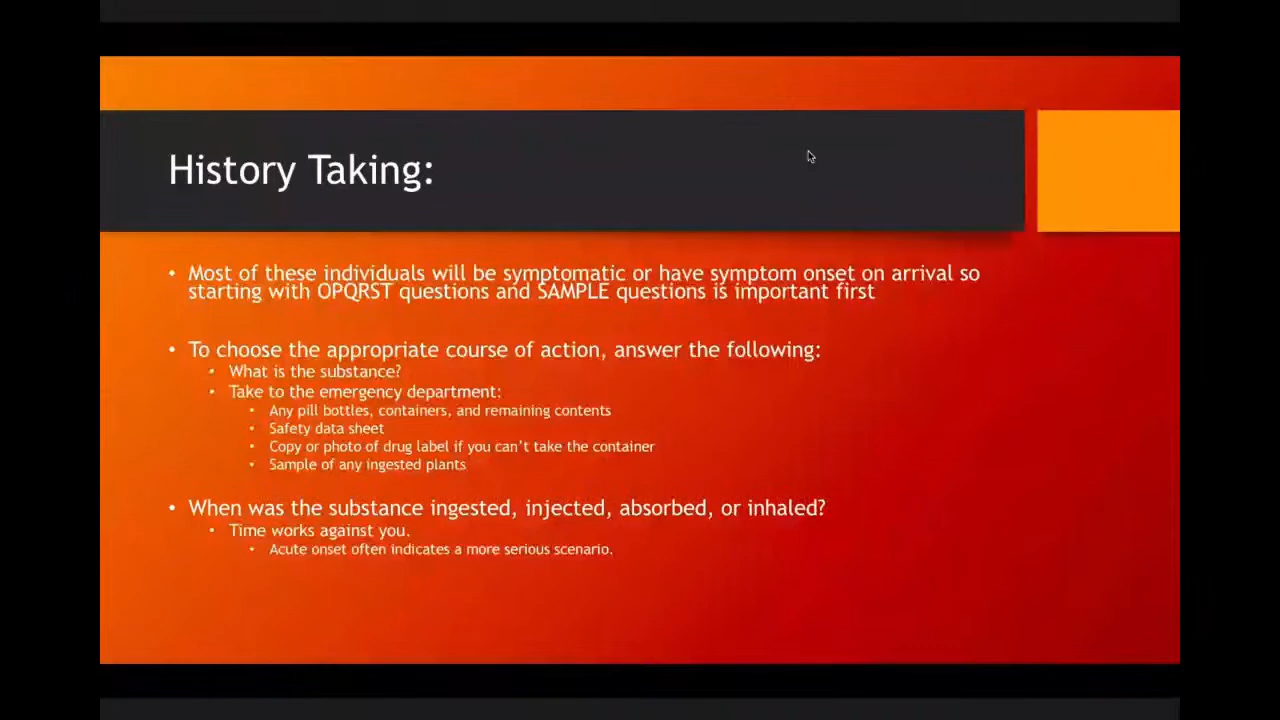 History Taking:
• Most of these individuals will be symptomatic or have symptom onset on arrival so
starting with OPQRST questions and SAMPLE questions is important first
• To choose the appropriate course of action, answer the following:
• What is the substance?
• Take to the emergency department:
• Any pill bottles, containers, and remaining contents
• Safety data sheet
• Copy or photo of drug label if you can't take the container
• Sample of any ingested plants
• When was the substance ingested, injected, absorbed, or inhaled?
• Time works against you.
• Acute onset often indicates a more serious scenario.